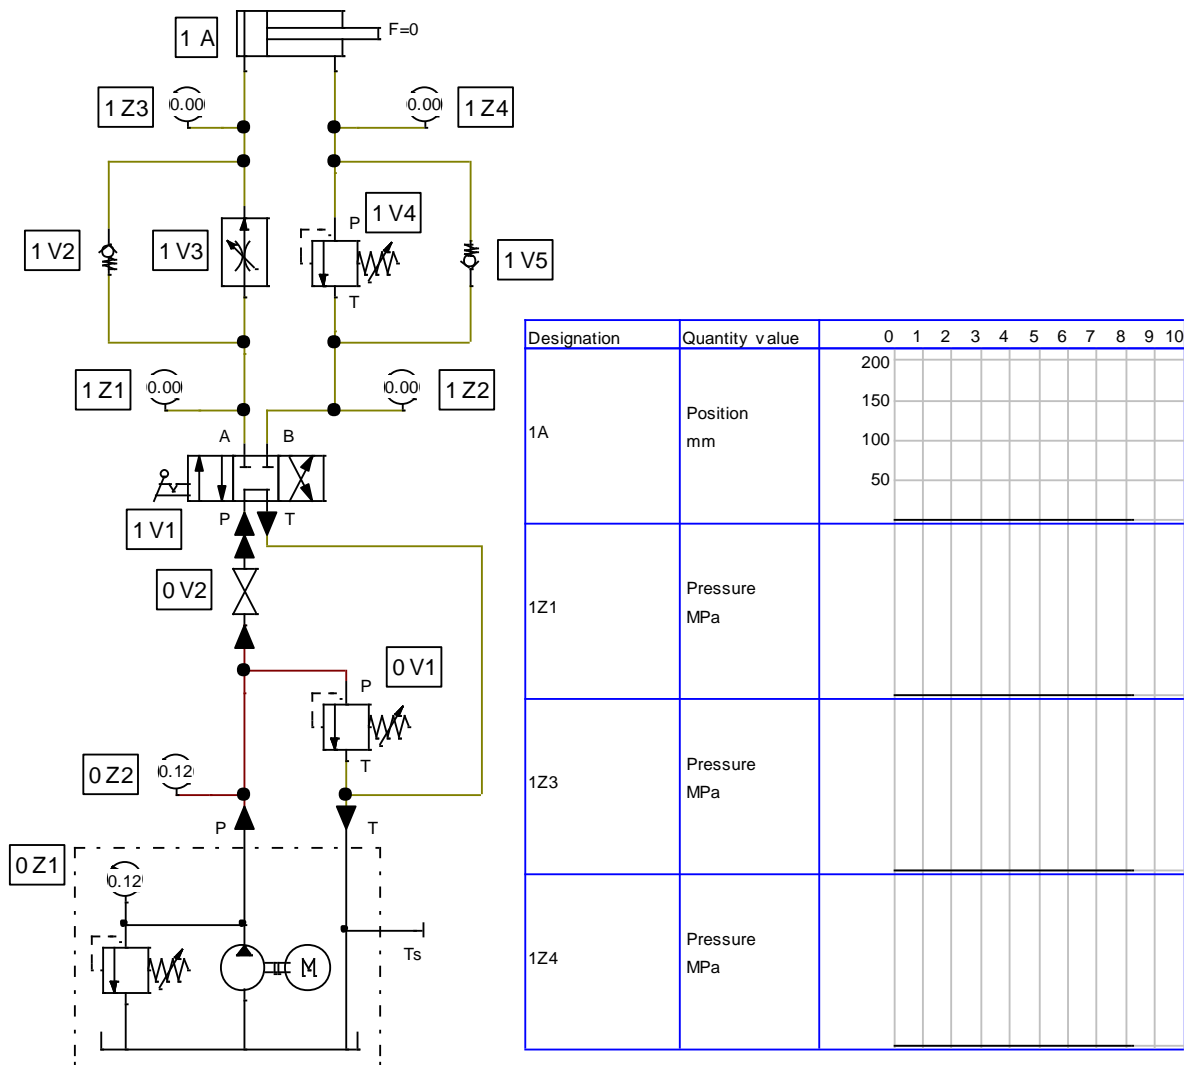 1 A
F=0
1 Z3
0.00
0.00
1 Z4
1 V2
1 V3
P
1 V4
T
1 V5
1 Z1
0.00
0.00
1 Z2
A
B
1 V1
P
T
0 V2
0 V1
P
T
0 Z2
0.12
P
T
0 Z1
0.12
M
Ts
Designation
Quantity value
0 1 2 3 4 5 6 7 8 9 10
1A
Position
mm
200
150
100
50
1Z1
Pressure
MPa
1Z3
Pressure
MPa
1Z4
Pressure
MPa